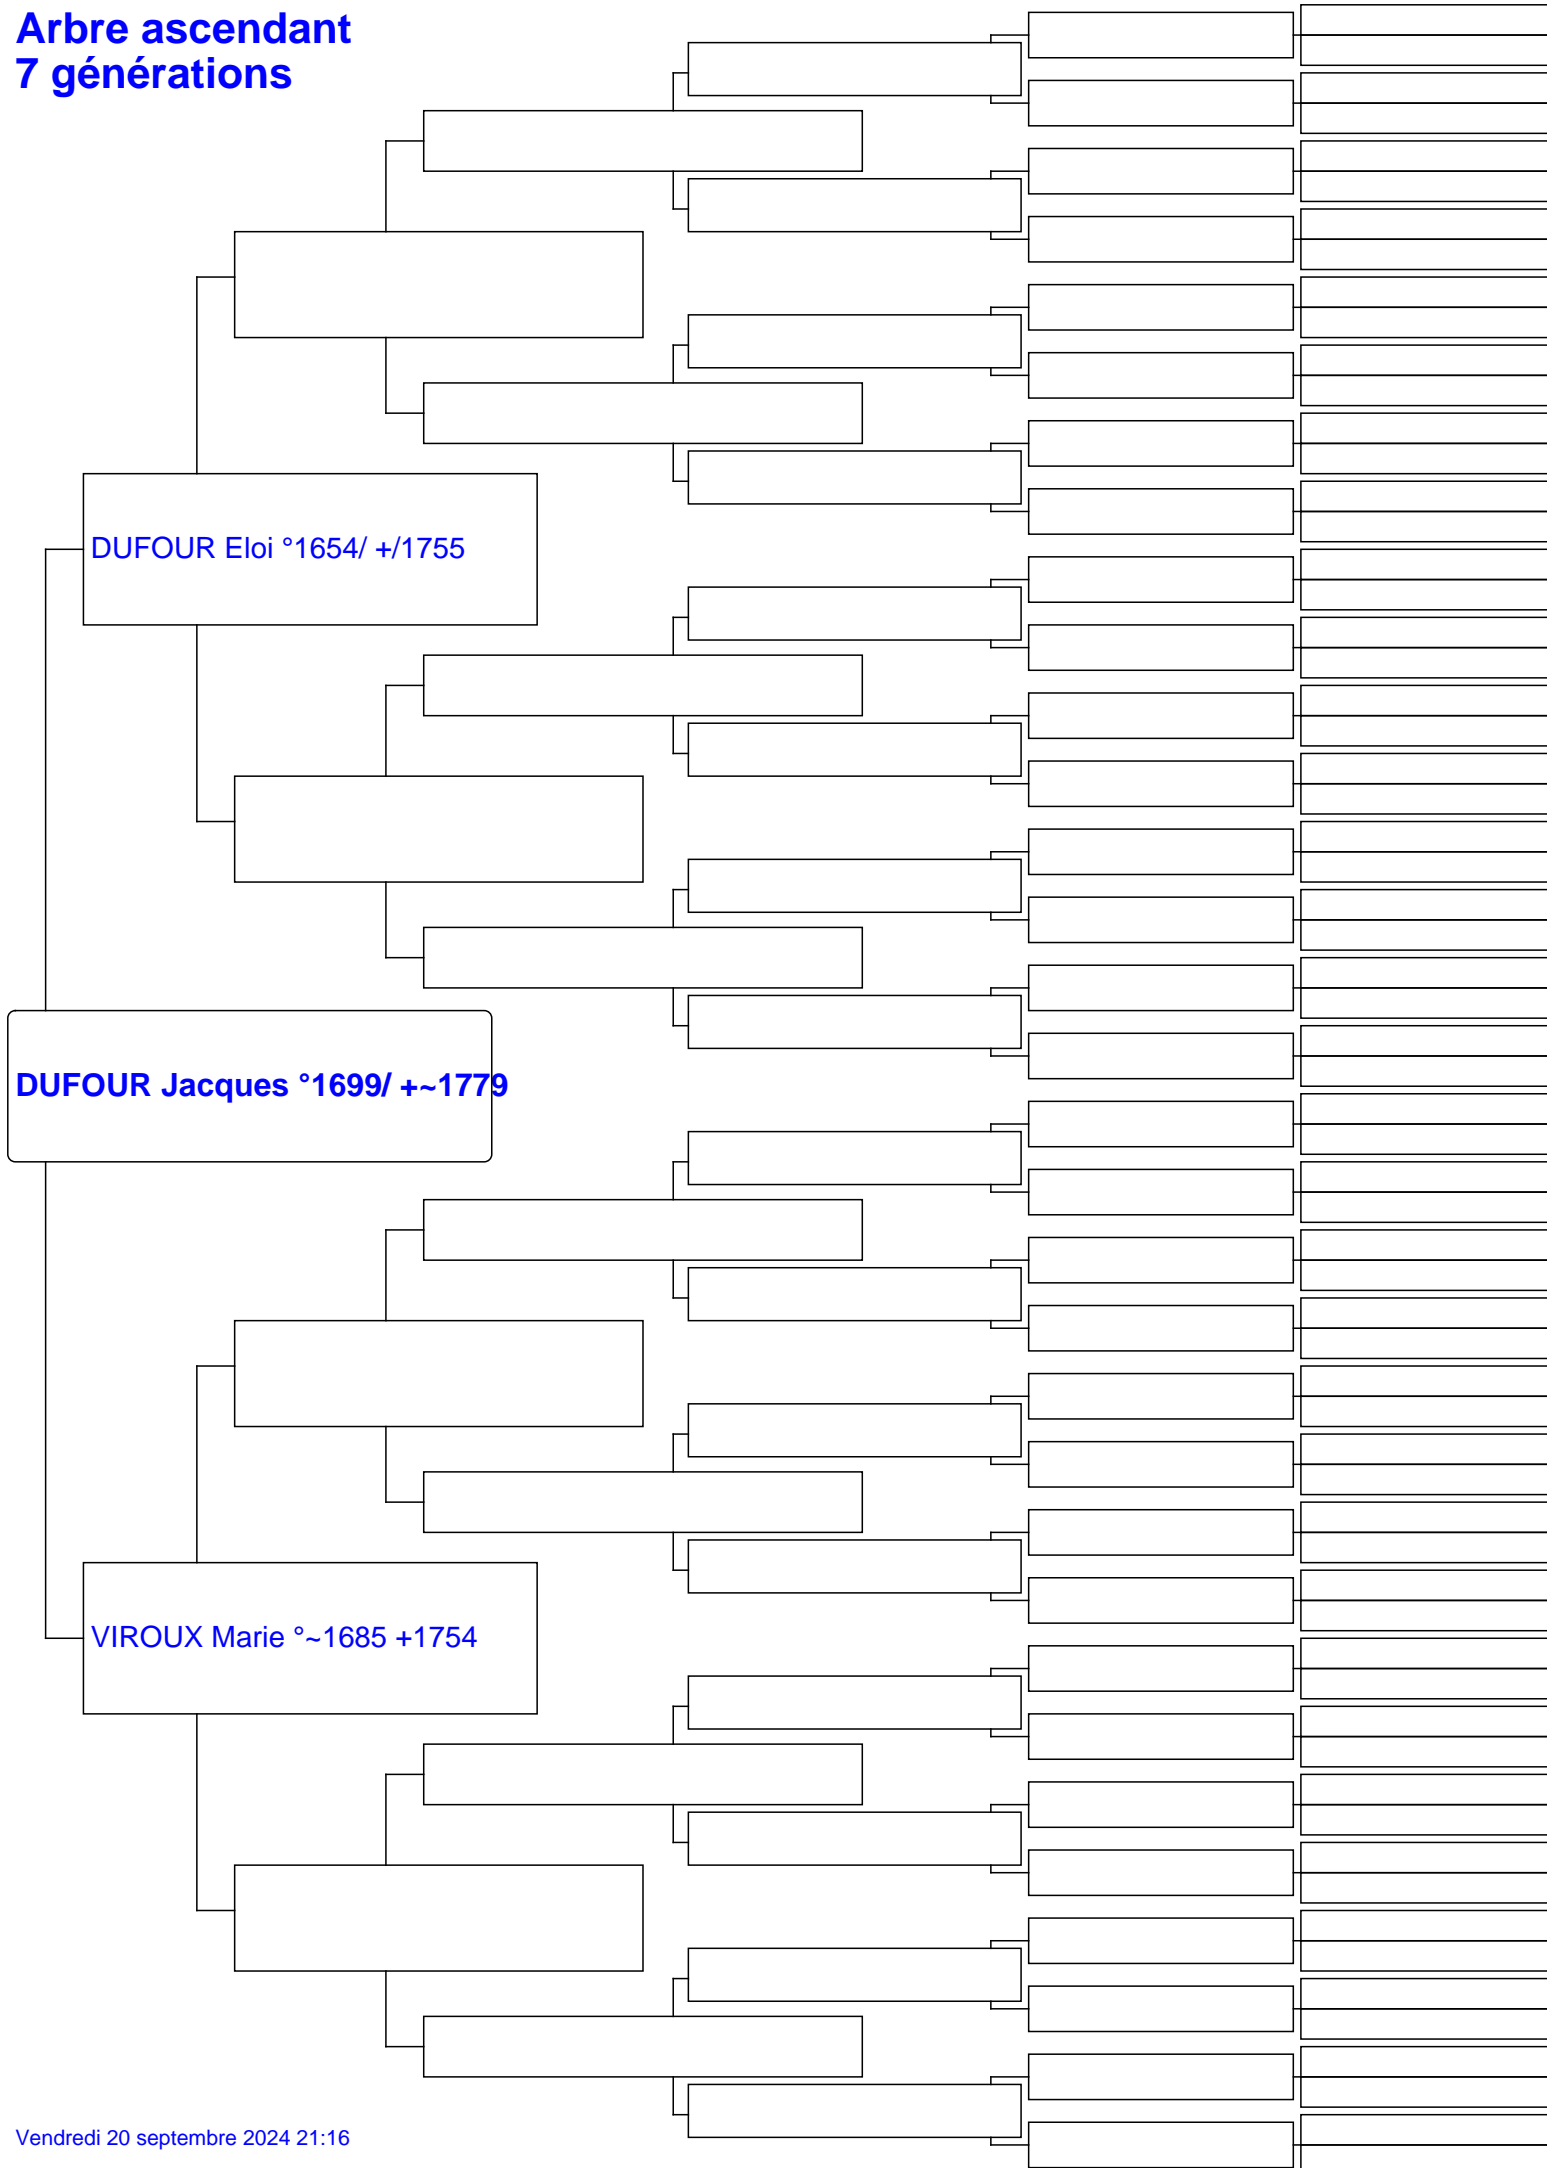 Arbre ascendant
7 générations
DUFOUR Eloi °1654/ +/1755
DUFOUR Jacques °1699/ +~1779
VIROUX Marie °~1685 +1754
Vendredi 20 septembre 2024 21:16